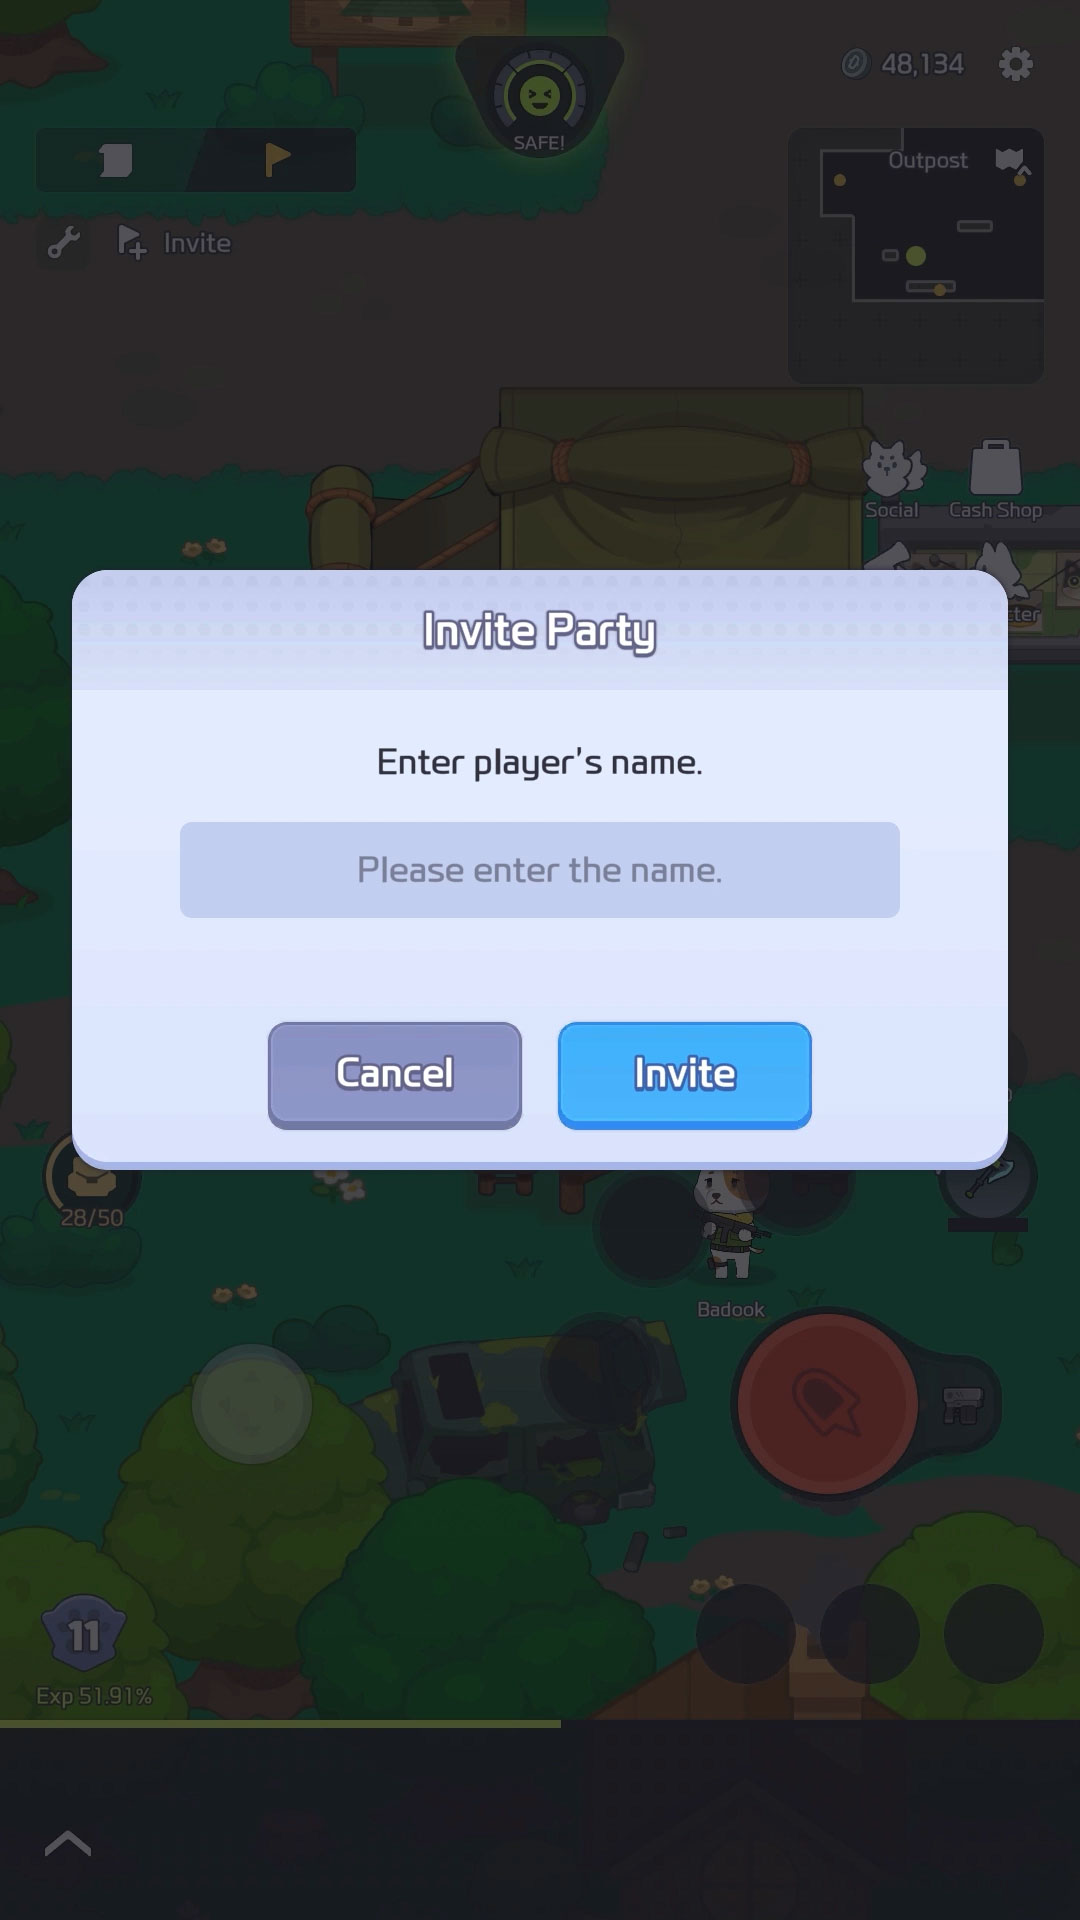 48,134
SAFE!
Outpost
Invite
Social
Cash Shop
cter
Invite Party
Enter player's name.
Please enter the name.
Cancel
Invite
28/50
Badook
11
Exp 51.91%